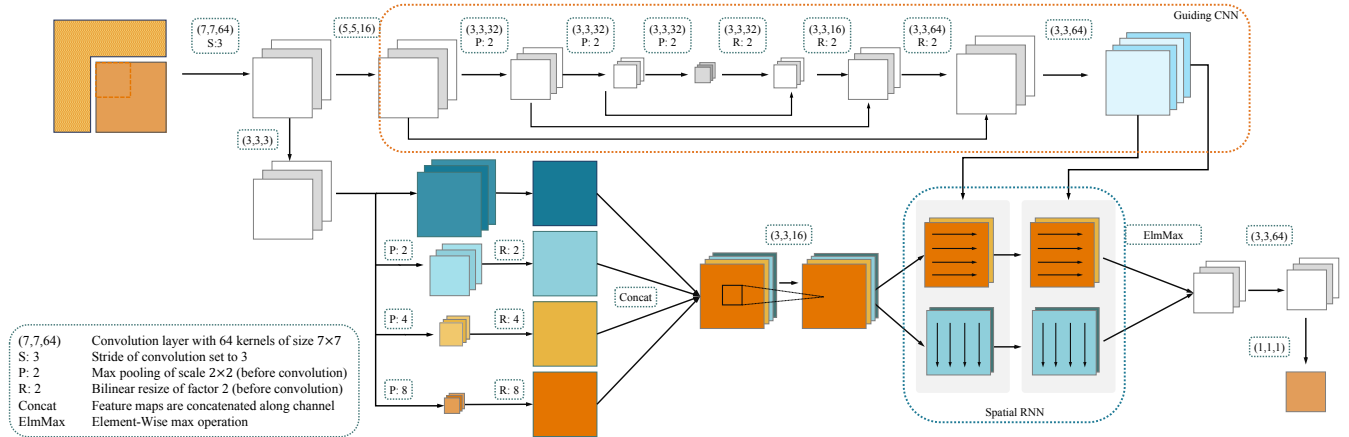 Guiding CNN
(7,7,64)
S:3
(5,5,16)
(3,3,32)
P: 2
(3,3,32)
P: 2
(3,3,32)
P: 2
(3,3,32)
R: 2
(3,3,16)
R: 2
(3,3,64)
R: 2
(3,3,64)
(3,3,3)
P: 2
R: 2
P: 4
R: 4
P: 8
R: 8
Concat
(3,3,16)
Spatial RNN
ElmMax
(3,3,64)
(1,1,1)
(7,7,64) Convolution layer with 64 kernels of size 7×7
S: 3 Stride of convolution set to 3
P: 2 Max pooling of scale 2×2 (before convolution)
R: 2 Bilinear resize of factor 2 (before convolution)
Concat Feature maps are concatenated along channel
ElmMax Element-Wise max operation